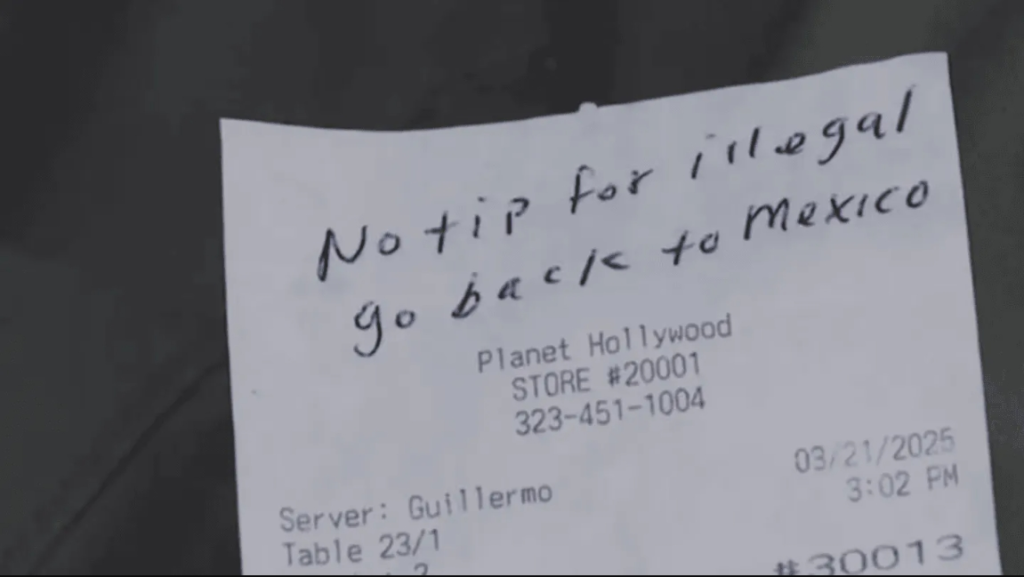 No tip for illegal
go back to Mexico
Planet Hollywood
STORE #20001
323-451-1004
03/21/2025
3:02 PM
Server: Guillermo
Table 23/1
#30013